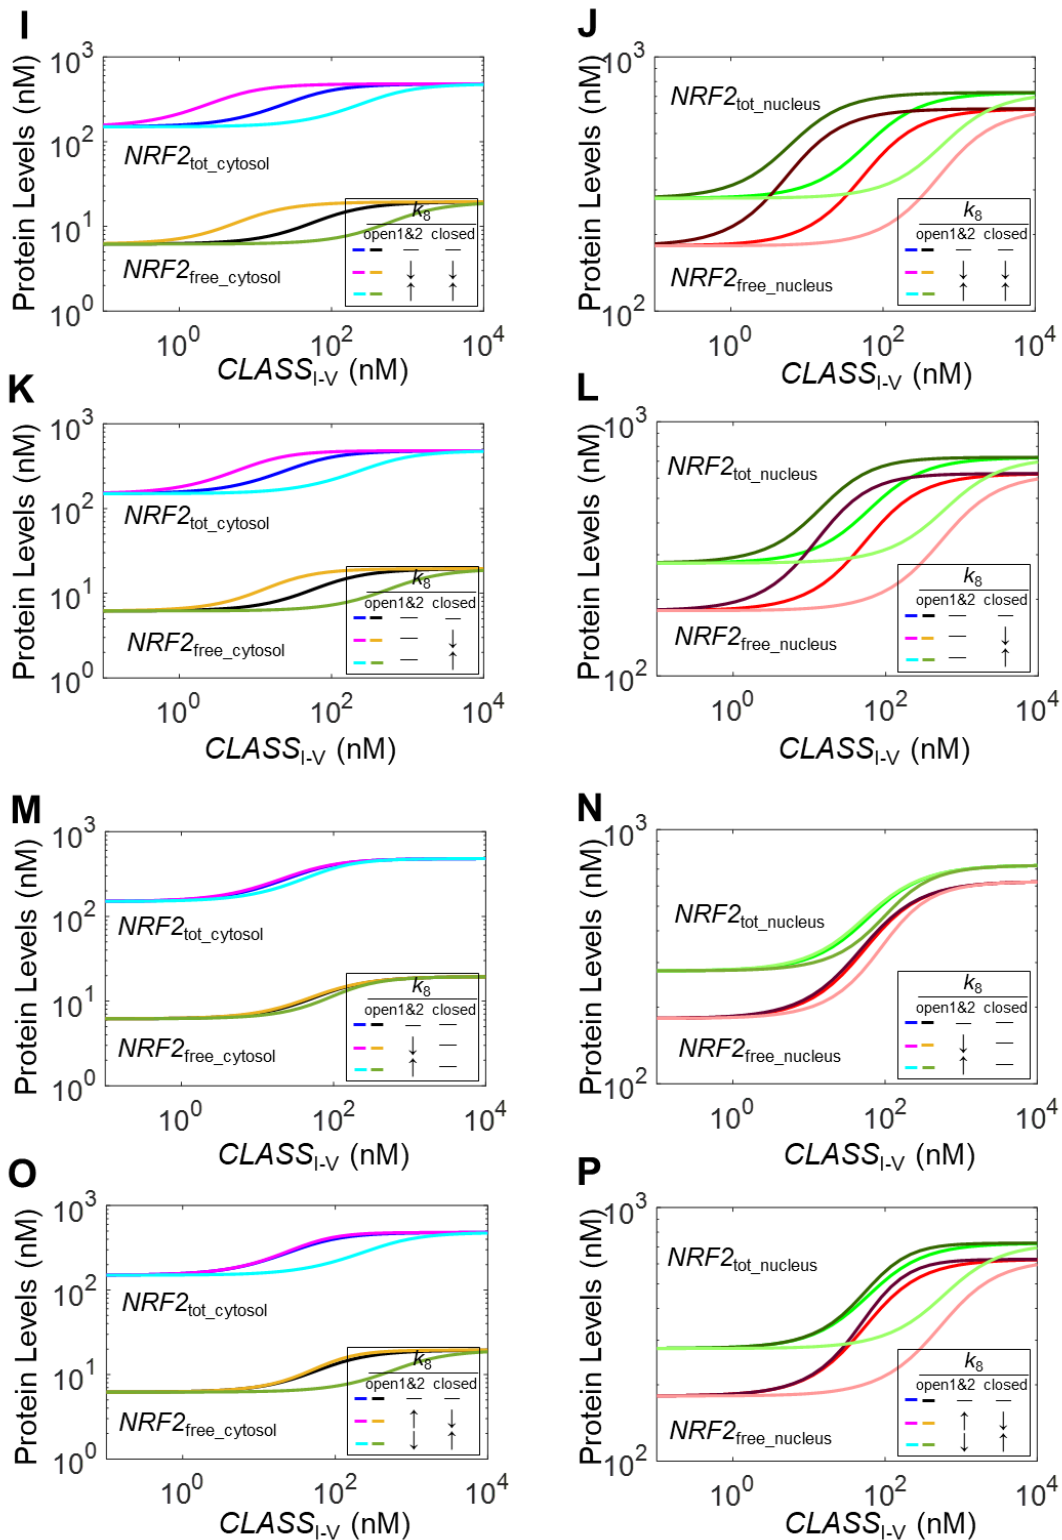 I
Protein Levels (nM)
10³
10²
10¹
10⁰
NRF2tot_cytosol
NRF2free_cytosol
k8
open1&2 closed
— —
↓ ↓
↑ ↑
10⁰ 10² 10⁴
CLASSI-V (nM)
J
Protein Levels (nM)
10³
10²
NRF2tot_nucleus
NRF2free_nucleus
k8
open1&2 closed
— —
↓ ↓
↑ ↑
10⁰ 10² 10⁴
CLASSI-V (nM)
K
Protein Levels (nM)
10³
10²
10¹
10⁰
NRF2tot_cytosol
NRF2free_cytosol
k8
open1&2 closed
— —
— ↓
— ↑
10⁰ 10² 10⁴
CLASSI-V (nM)
L
Protein Levels (nM)
10³
10²
NRF2tot_nucleus
NRF2free_nucleus
k8
open1&2 closed
— —
— ↓
— ↑
10⁰ 10² 10⁴
CLASSI-V (nM)
M
Protein Levels (nM)
10³
10²
10¹
10⁰
NRF2tot_cytosol
NRF2free_cytosol
k8
open1&2 closed
— —
↓ —
↑ —
10⁰ 10² 10⁴
CLASSI-V (nM)
N
Protein Levels (nM)
10³
10²
NRF2tot_nucleus
NRF2free_nucleus
k8
open1&2 closed
— —
↓ —
↑ —
10⁰ 10² 10⁴
CLASSI-V (nM)
O
Protein Levels (nM)
10³
10²
10¹
10⁰
NRF2tot_cytosol
NRF2free_cytosol
k8
open1&2 closed
— —
↑ ↓
↓ ↑
10⁰ 10² 10⁴
CLASSI-V (nM)
P
Protein Levels (nM)
10³
10²
NRF2tot_nucleus
NRF2free_nucleus
k8
open1&2 closed
— —
↑ ↓
↓ ↑
10⁰ 10² 10⁴
CLASSI-V (nM)